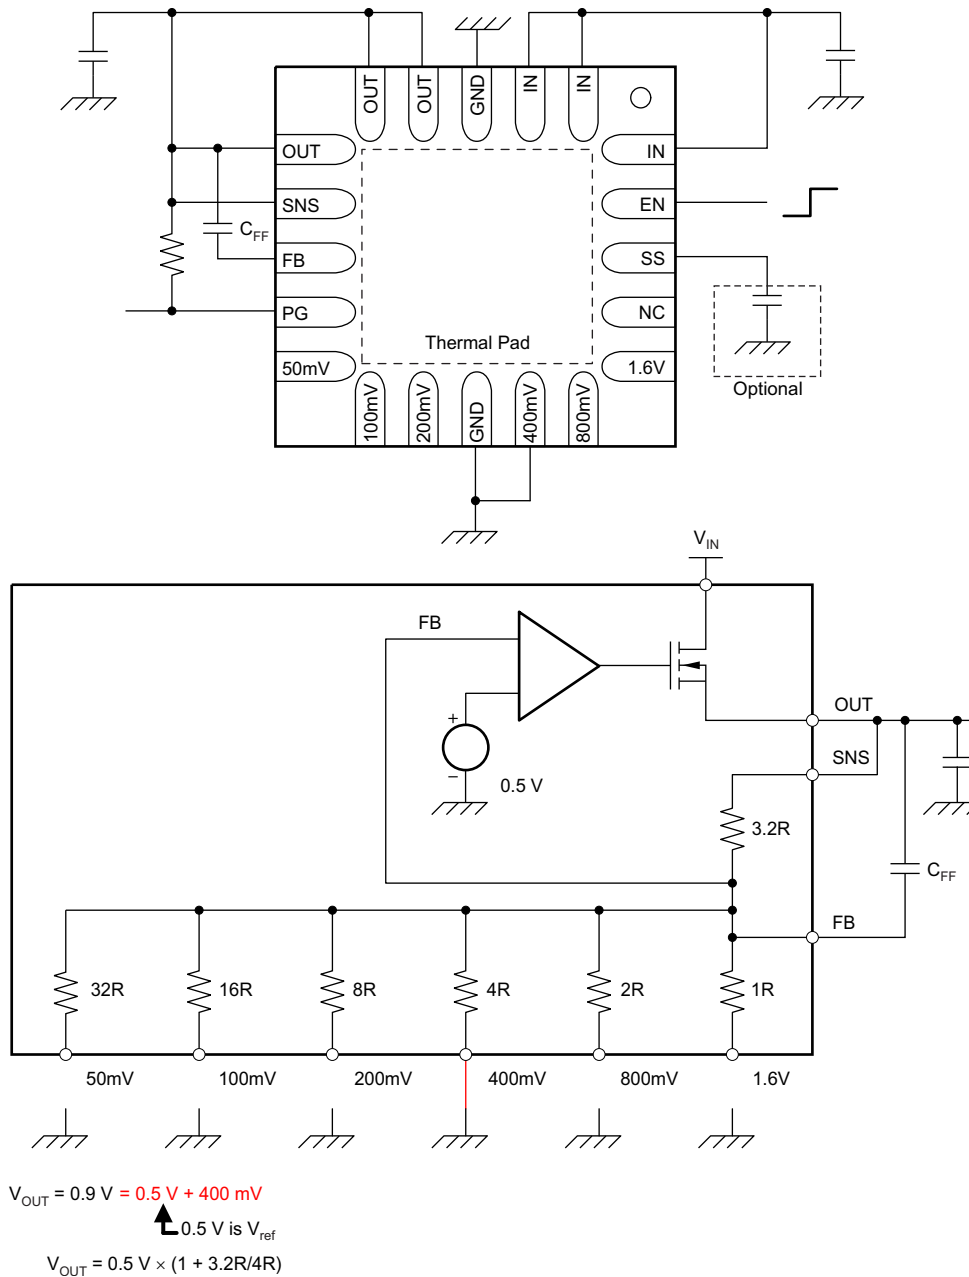 OUT OUT GND IN IN
OUT IN
SNS EN
C_FF
FB SS
PG NC
Thermal Pad
50mV 1.6V
100mV 200mV GND 400mV 800mV
Optional
V_IN
FB
+
OUT
SNS
−
0.5 V
3.2R
C_FF
FB
32R 16R 8R 4R 2R 1R
50mV 100mV 200mV 400mV 800mV 1.6V
V_OUT = 0.9 V = 0.5 V + 400 mV
0.5 V is V_ref
V_OUT = 0.5 V × (1 + 3.2R/4R)